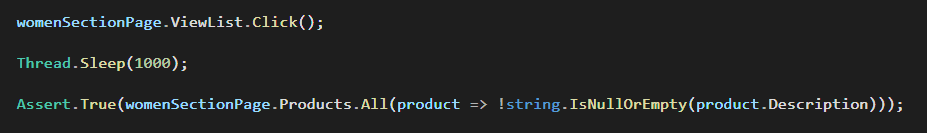 womenSectionPage.ViewList.Click();
Thread.Sleep(1000);
Assert.True(womenSectionPage.Products.All(product => !string.IsNullOrEmpty(product.Description)));